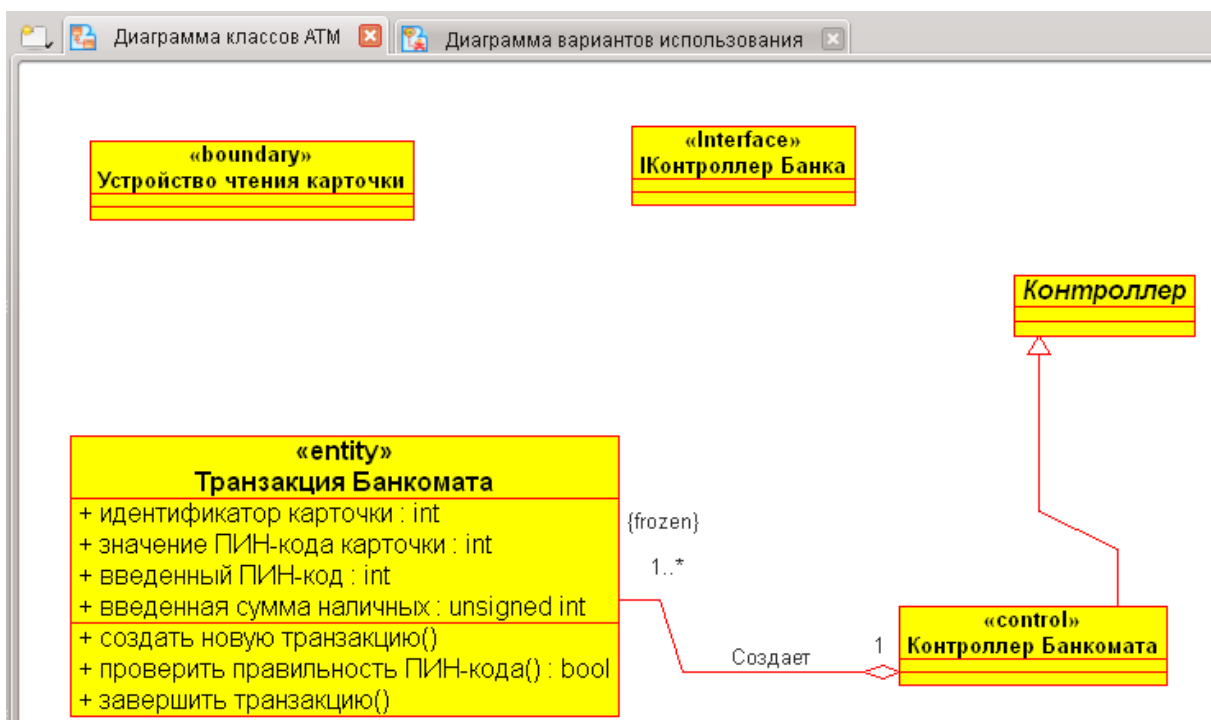 Диаграмма классов ATM
Диаграмма вариантов использования
«boundary»
Устройство чтения карточки
«Interface»
IКонтроллер Банка
Контроллер
«entity»
Транзакция Банкомата
+ идентификатор карточки : int
+ значение ПИН-кода карточки : int
+ введенный ПИН-код : int
+ введенная сумма наличных : unsigned int
+ создать новую транзакцию()
+ проверить правильность ПИН-кода() : bool
+ завершить транзакцию()
{frozen}
1..*
Создает
1
«control»
Контроллер Банкомата